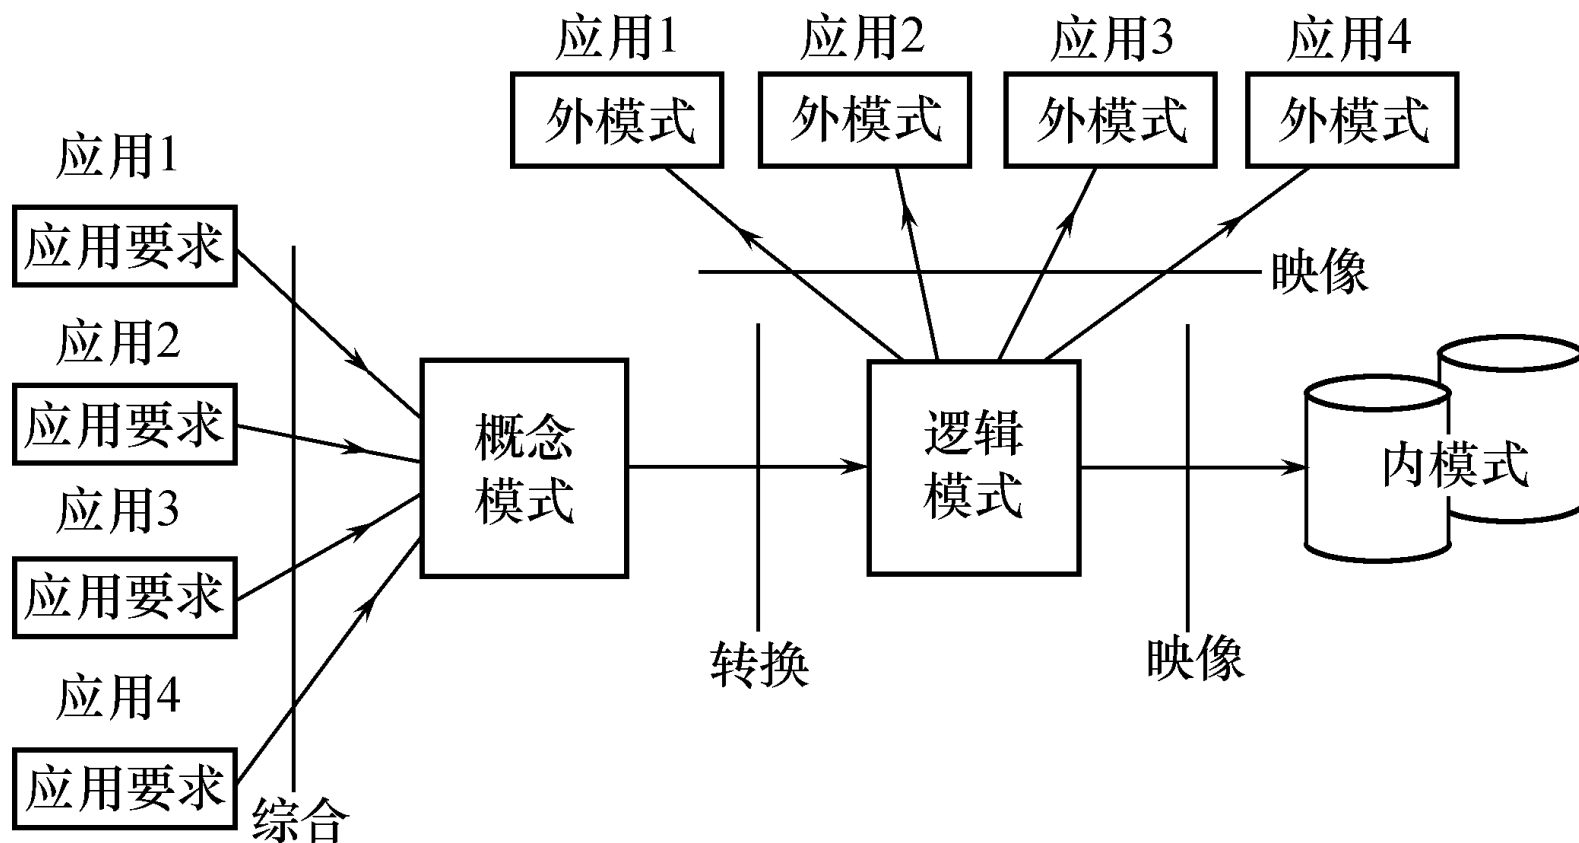 应用1
应用2
应用3
应用4
外模式
外模式
外模式
外模式
映像
应用1
应用要求
应用2
应用要求
应用3
应用要求
应用4
应用要求
综合
概念
模式
转换
逻辑
模式
映像
内模式